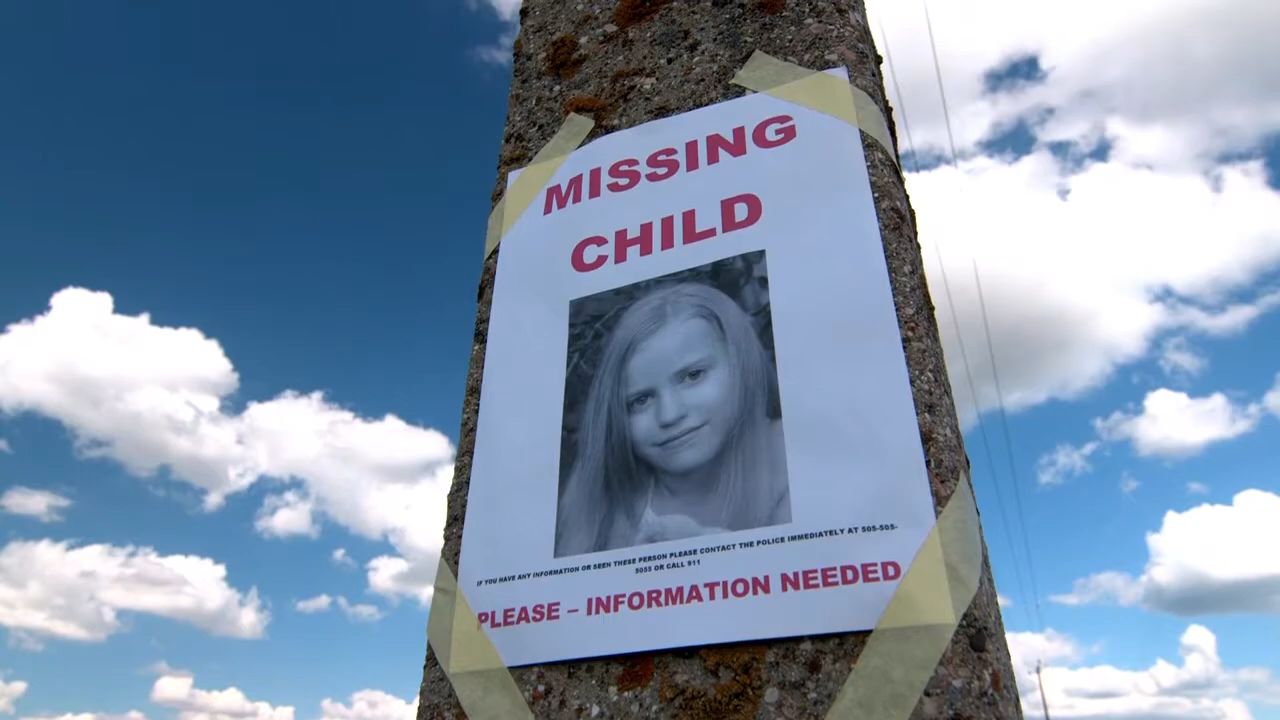 MISSING
CHILD
IF YOU HAVE ANY INFORMATION OR SEEN THESE PERSON PLEASE CONTACT THE POLICE IMMEDIATELY AT 505-505-
5055 OR CALL 911
PLEASE – INFORMATION NEEDED